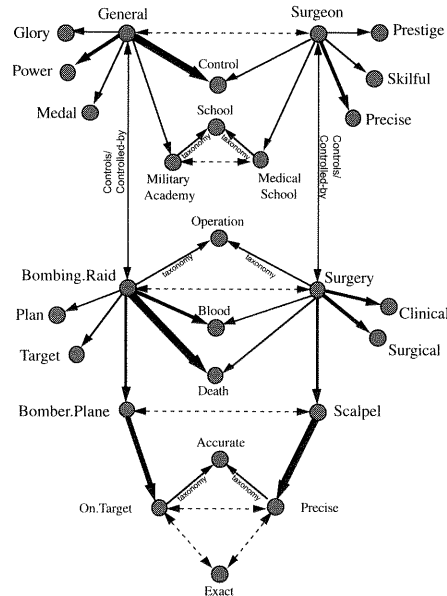 General
Surgeon
Glory
Prestige
Power
Control
Skilful
Medal
School
Precise
taxonomy
taxonomy
Military
Academy
Medical
School
Controls/
Controlled-by
Controls/
Controlled-by
Operation
taxonomy
taxonomy
Bombing.Raid
Surgery
Plan
Blood
Clinical
Target
Surgical
Death
Bomber.Plane
Scalpel
Accurate
taxonomy
taxonomy
On.Target
Precise
Exact